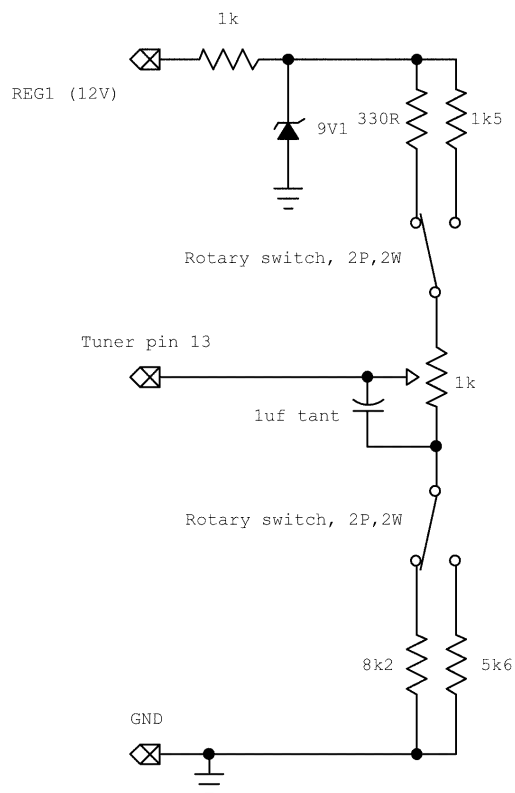 1k
REG1 (12V)
9V1
330R
1k5
Rotary switch, 2P,2W
Tuner pin 13
1k
1uf tant
Rotary switch, 2P,2W
8k2
5k6
GND